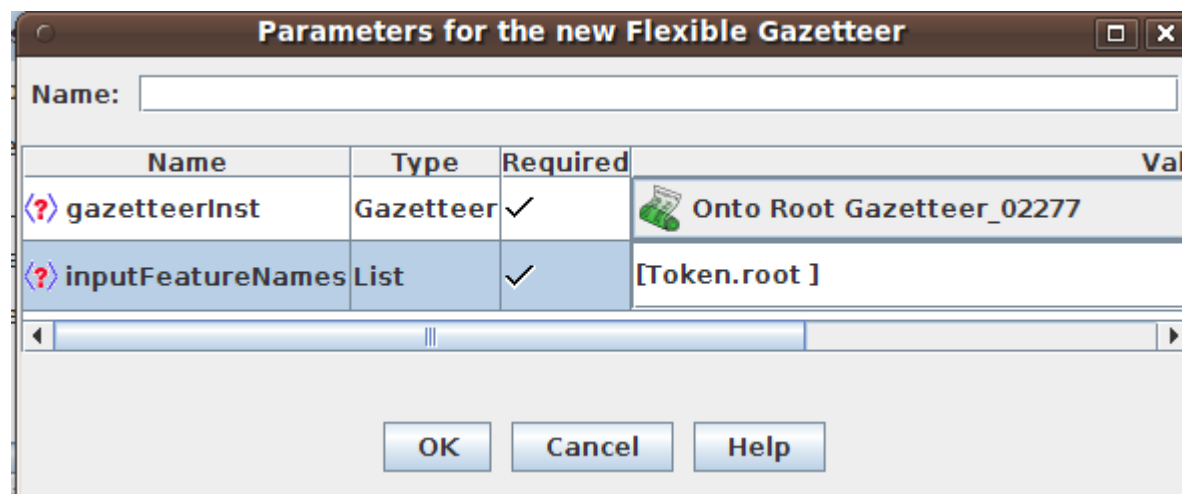 Parameters for the new Flexible Gazetteer
Name:
Name Type Required Val
<?> gazetteerInst Gazetteer ✓ Onto Root Gazetteer_02277
<?> inputFeatureNames List ✓ [Token.root ]
OK Cancel Help